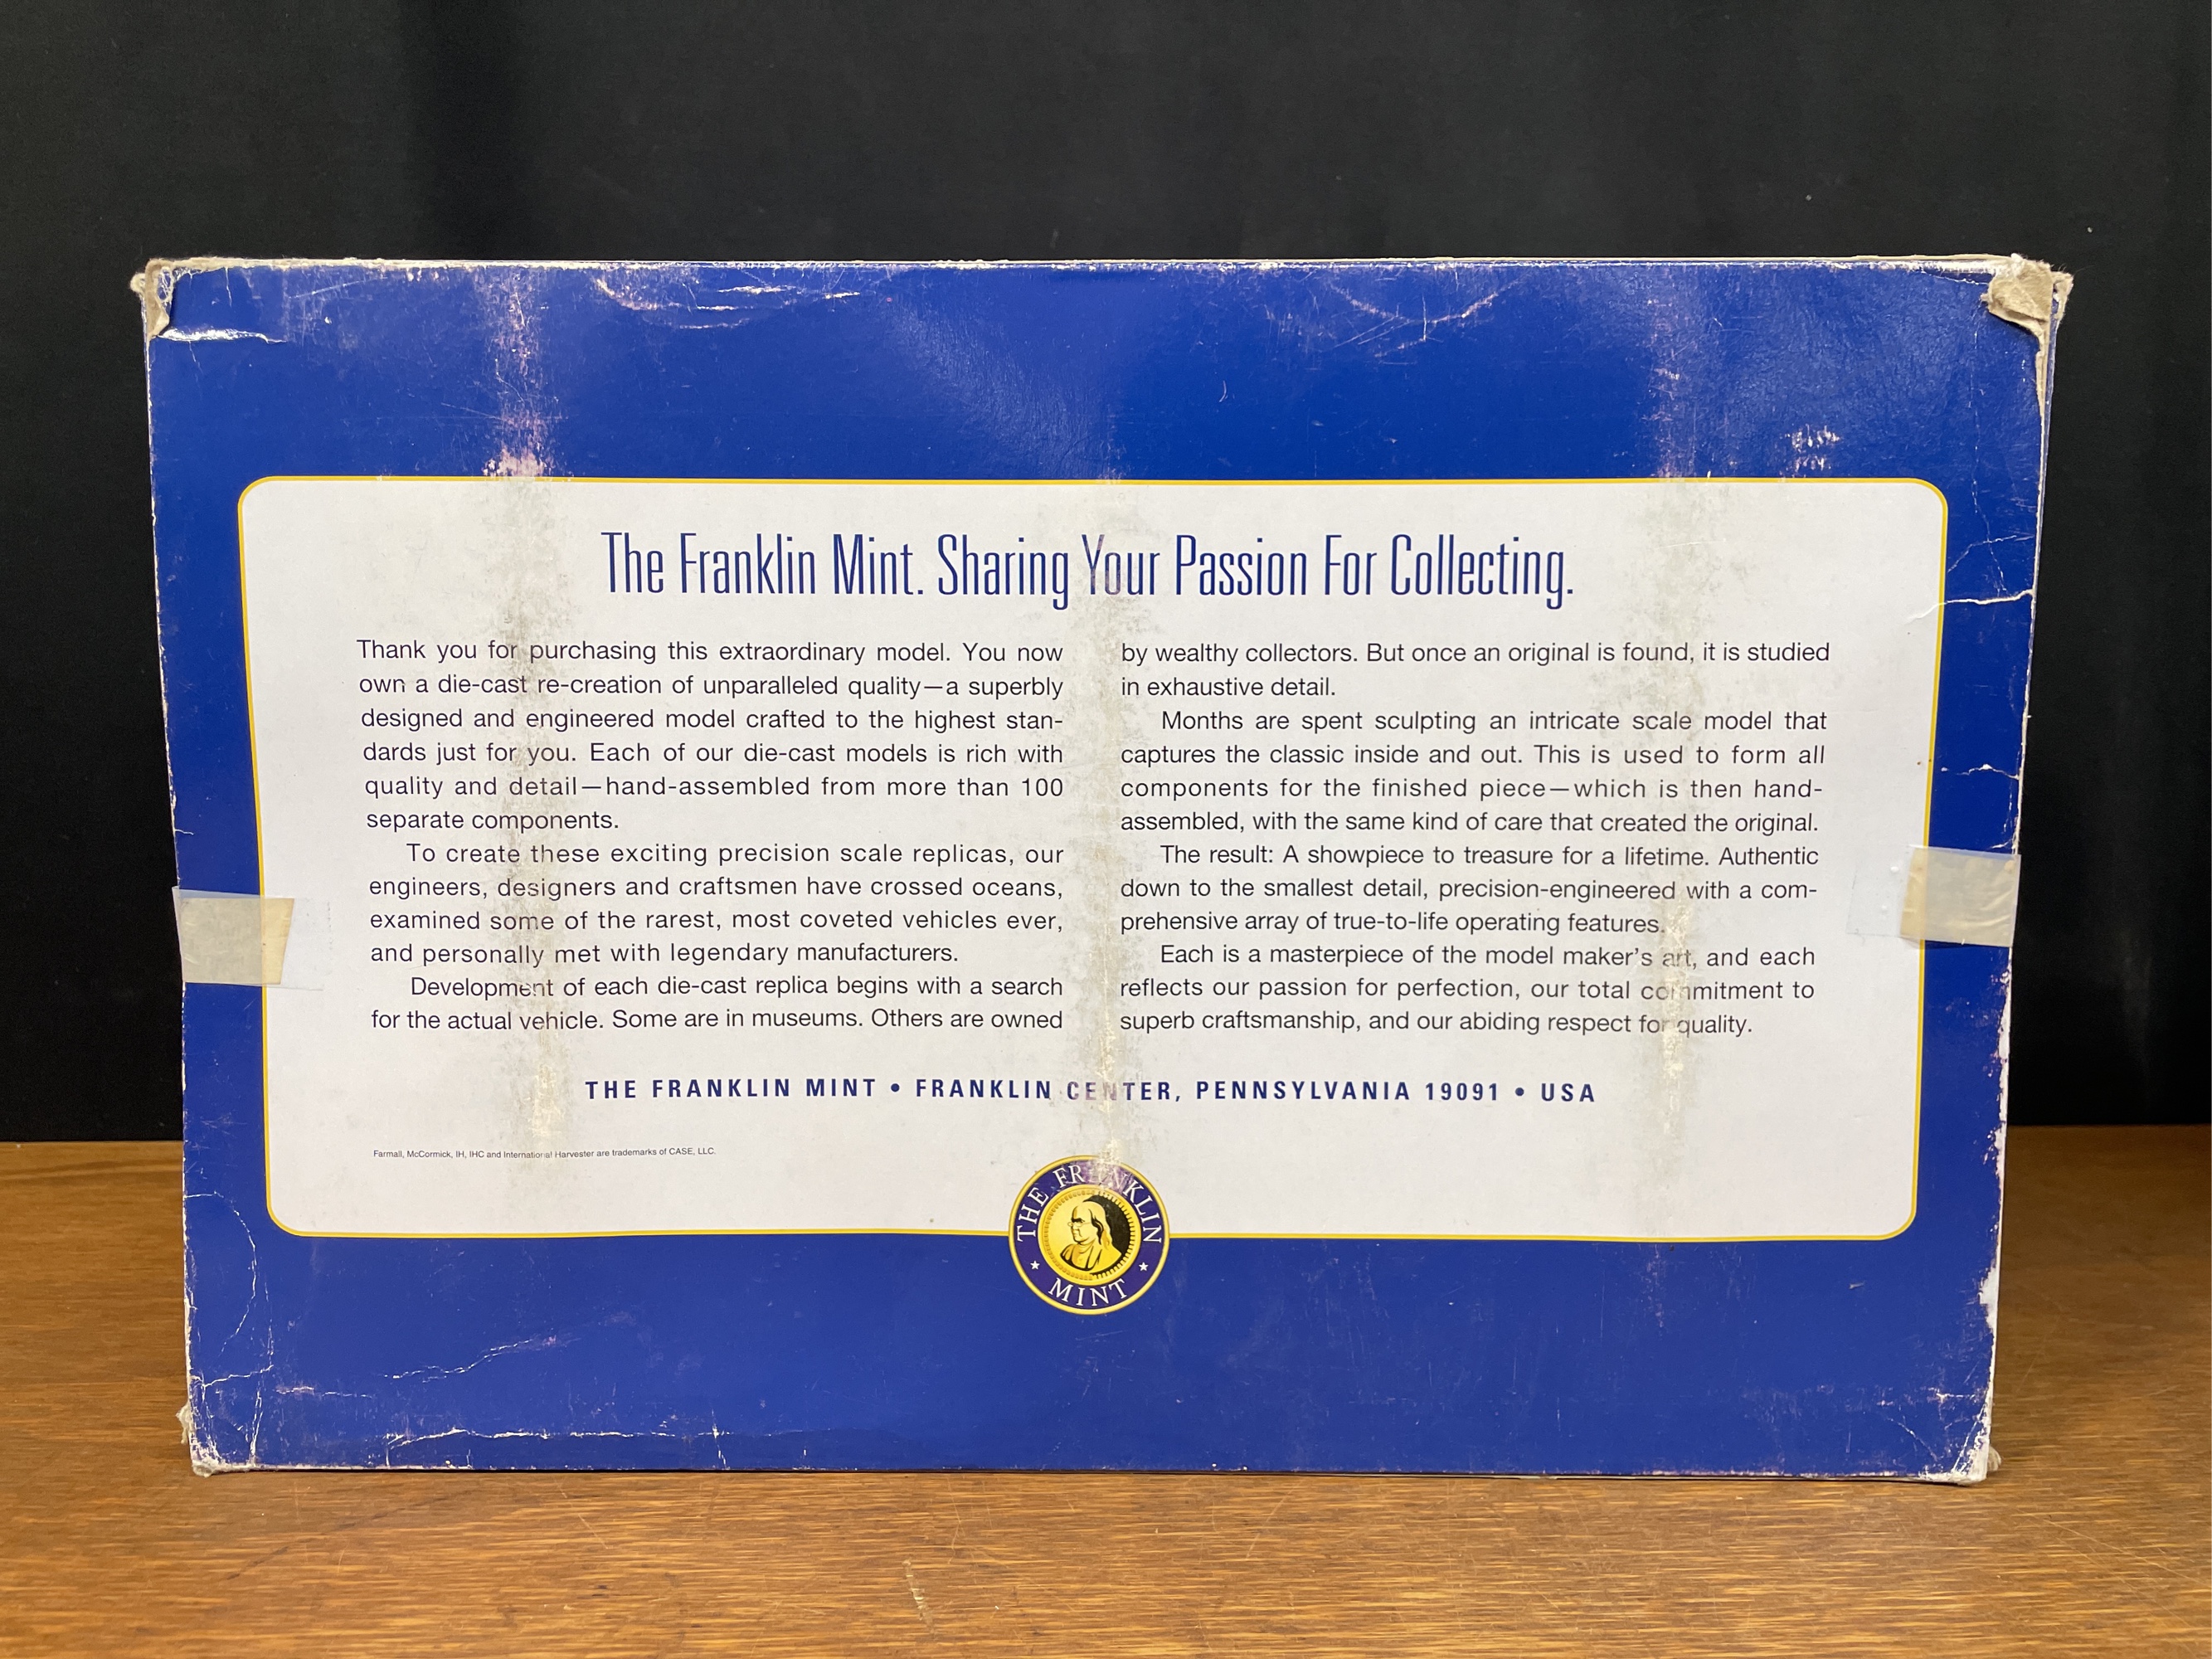 The Franklin Mint. Sharing Your Passion For Collecting.
Thank you for purchasing this extraordinary model. You now
own a die-cast re-creation of unparalleled quality—a superbly
designed and engineered model crafted to the highest stan-
dards just for you. Each of our die-cast models is rich with
quality and detail—hand-assembled from more than 100
separate components.
To create these exciting precision scale replicas, our
engineers, designers and craftsmen have crossed oceans,
examined some of the rarest, most coveted vehicles ever,
and personally met with legendary manufacturers.
Development of each die-cast replica begins with a search
for the actual vehicle. Some are in museums. Others are owned
by wealthy collectors. But once an original is found, it is studied
in exhaustive detail.
Months are spent sculpting an intricate scale model that
captures the classic inside and out. This is used to form all
components for the finished piece—which is then hand-
assembled, with the same kind of care that created the original.
The result: A showpiece to treasure for a lifetime. Authentic
down to the smallest detail, precision-engineered with a com-
prehensive array of true-to-life operating features.
Each is a masterpiece of the model maker's art, and each
reflects our passion for perfection, our total commitment to
superb craftsmanship, and our abiding respect for quality.
THE FRANKLIN MINT • FRANKLIN CENTER, PENNSYLVANIA 19091 • USA
Farmall, McCormick, IH, IHC and International Harvester are trademarks of CASE, LLC.
THE FRANKLIN
MINT